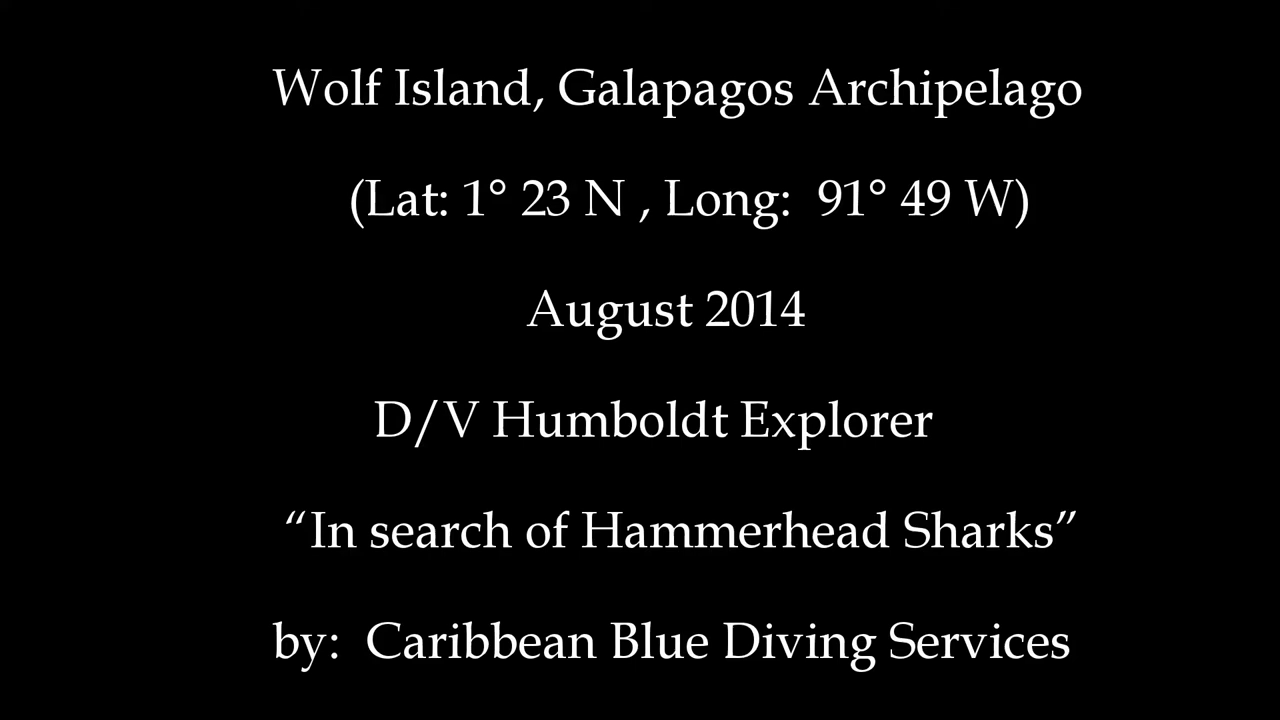 Wolf Island, Galapagos Archipelago
(Lat: 1° 23 N , Long:  91° 49 W)
August 2014
D/V Humboldt Explorer
“In search of Hammerhead Sharks”
by:  Caribbean Blue Diving Services